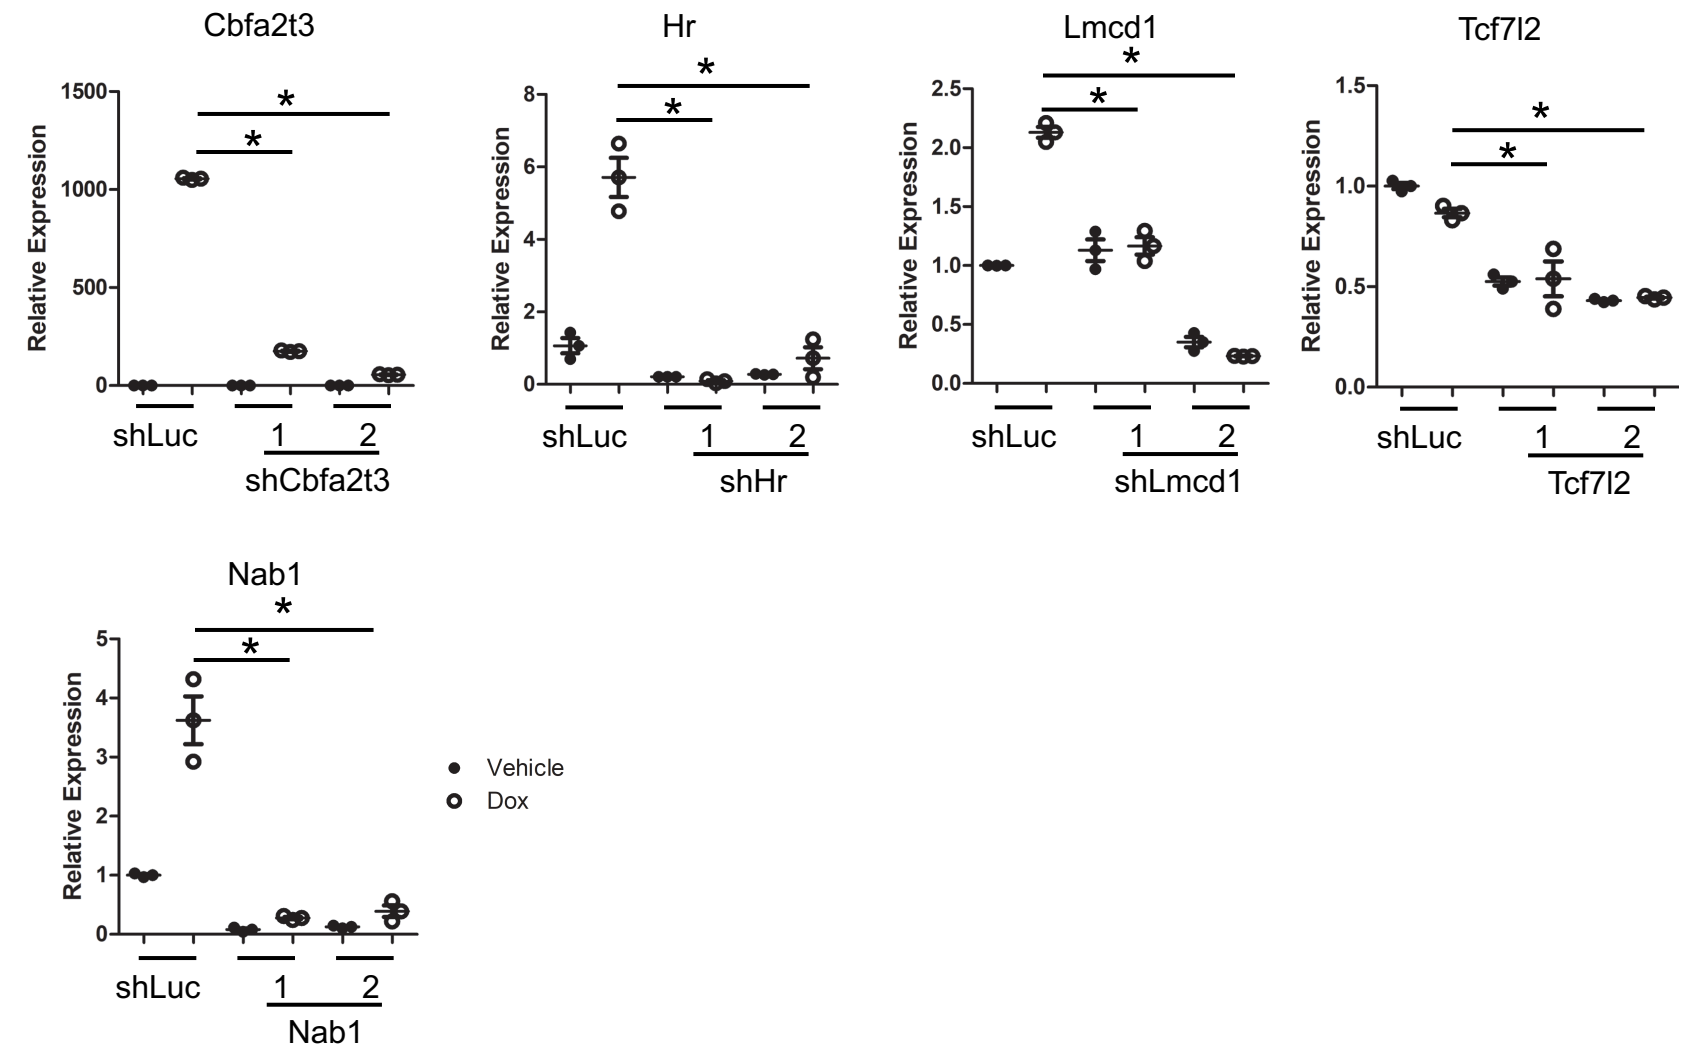 Cbfa2t3
Relative Expression
1500
1000
500
0
*
*
shLuc
1
2
shCbfa2t3
Hr
Relative Expression
8
6
4
2
0
*
*
shLuc
1
2
shHr
Lmcd1
Relative Expression
2.5
2.0
1.5
1.0
0.5
0.0
*
*
shLuc
1
2
shLmcd1
Tcf7l2
Relative Expression
1.5
1.0
0.5
0.0
*
*
shLuc
1
2
Tcf7l2
Nab1
Relative Expression
5
4
3
2
1
0
*
*
shLuc
1
2
Nab1
Vehicle
Dox